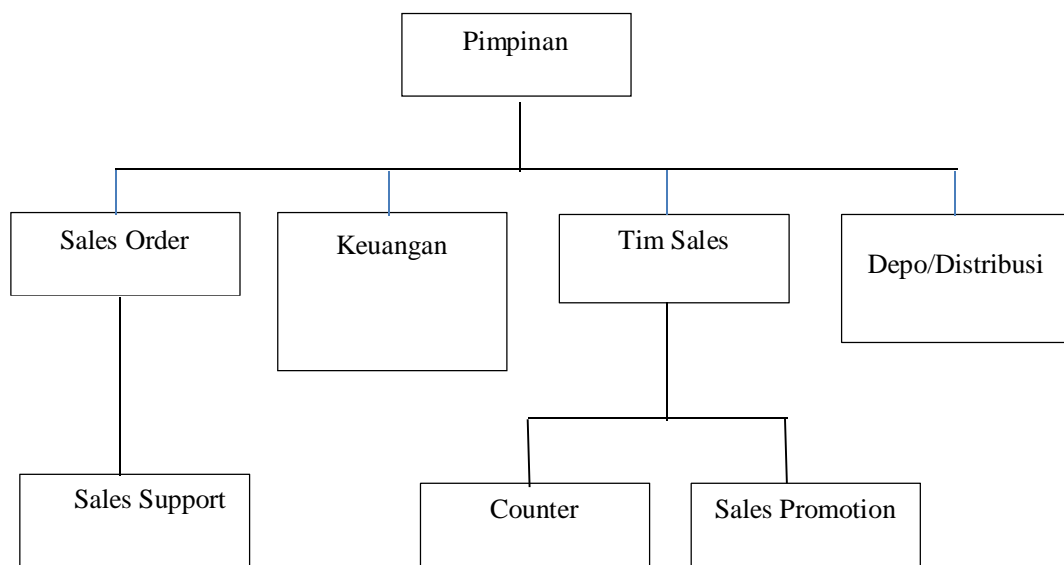 Pimpinan
Sales Order
Keuangan
Tim Sales
Depo/Distribusi
Sales Support
Counter
Sales Promotion